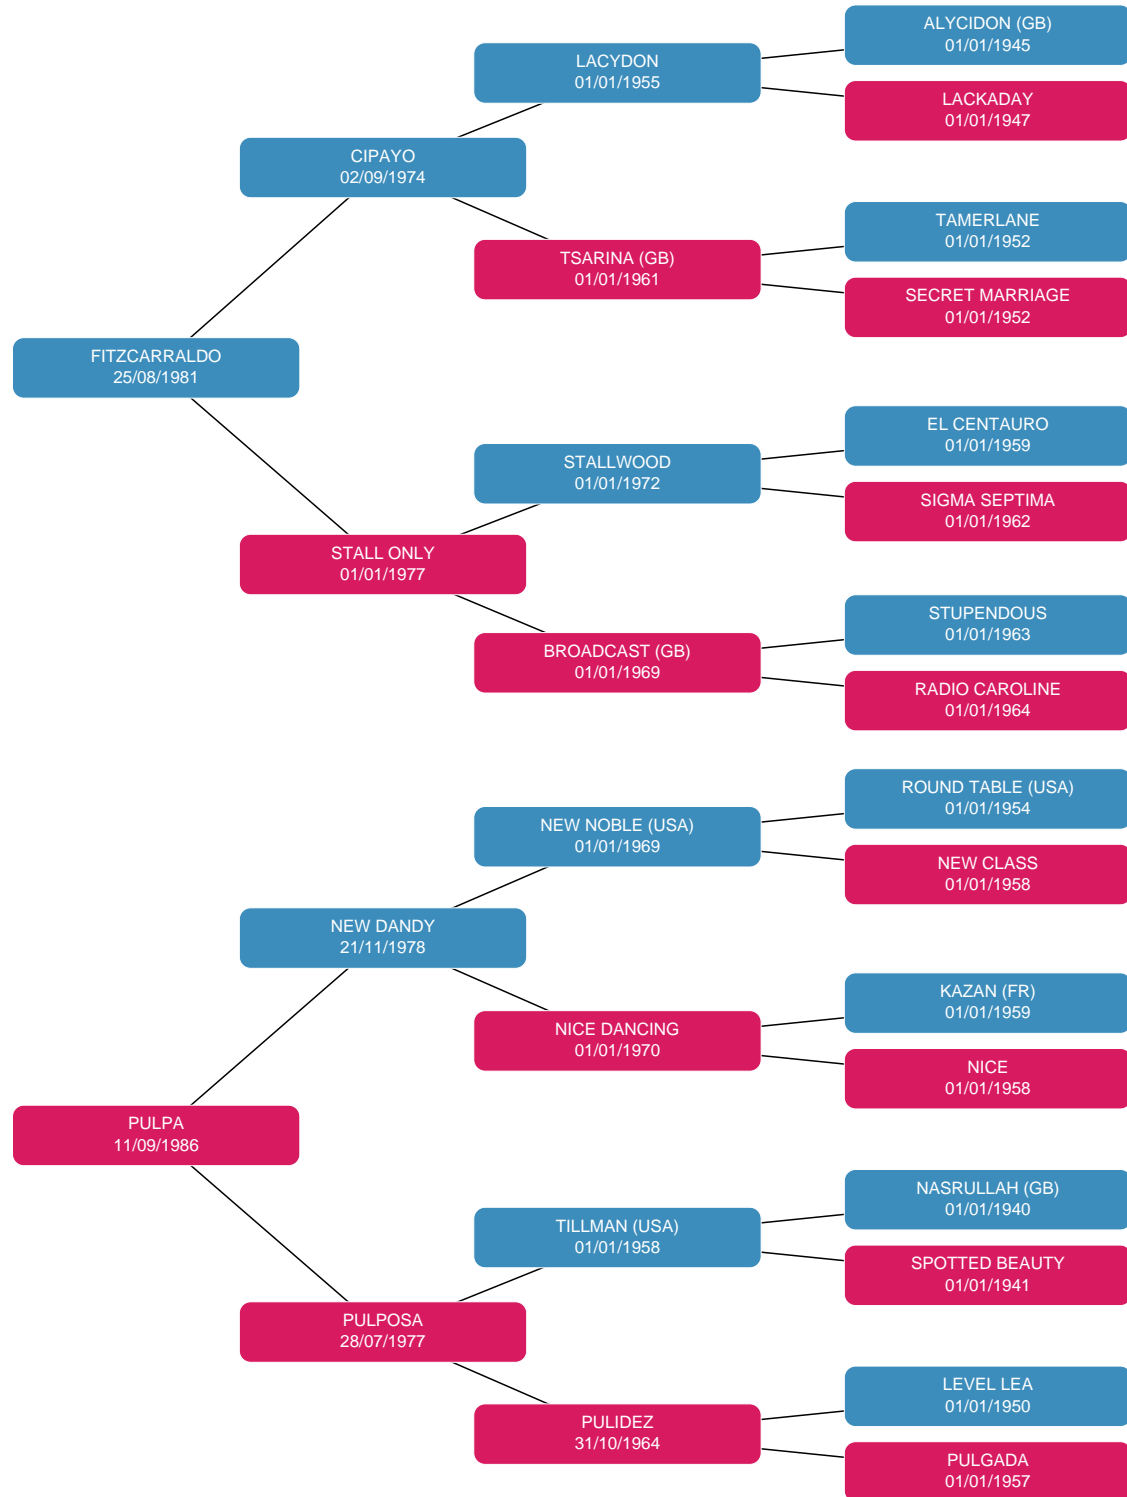 ALYCIDON (GB)
01/01/1945
LACYDON
01/01/1955
LACKADAY
01/01/1947
CIPAYO
02/09/1974
TAMERLANE
01/01/1952
TSARINA (GB)
01/01/1961
SECRET MARRIAGE
01/01/1952
FITZCARRALDO
25/08/1981
EL CENTAURO
01/01/1959
STALLWOOD
01/01/1972
SIGMA SEPTIMA
01/01/1962
STALL ONLY
01/01/1977
STUPENDOUS
01/01/1963
BROADCAST (GB)
01/01/1969
RADIO CAROLINE
01/01/1964
ROUND TABLE (USA)
01/01/1954
NEW NOBLE (USA)
01/01/1969
NEW CLASS
01/01/1958
NEW DANDY
21/11/1978
KAZAN (FR)
01/01/1959
NICE DANCING
01/01/1970
NICE
01/01/1958
PULPA
11/09/1986
NASRULLAH (GB)
01/01/1940
TILLMAN (USA)
01/01/1958
SPOTTED BEAUTY
01/01/1941
PULPOSA
28/07/1977
LEVEL LEA
01/01/1950
PULIDEZ
31/10/1964
PULGADA
01/01/1957